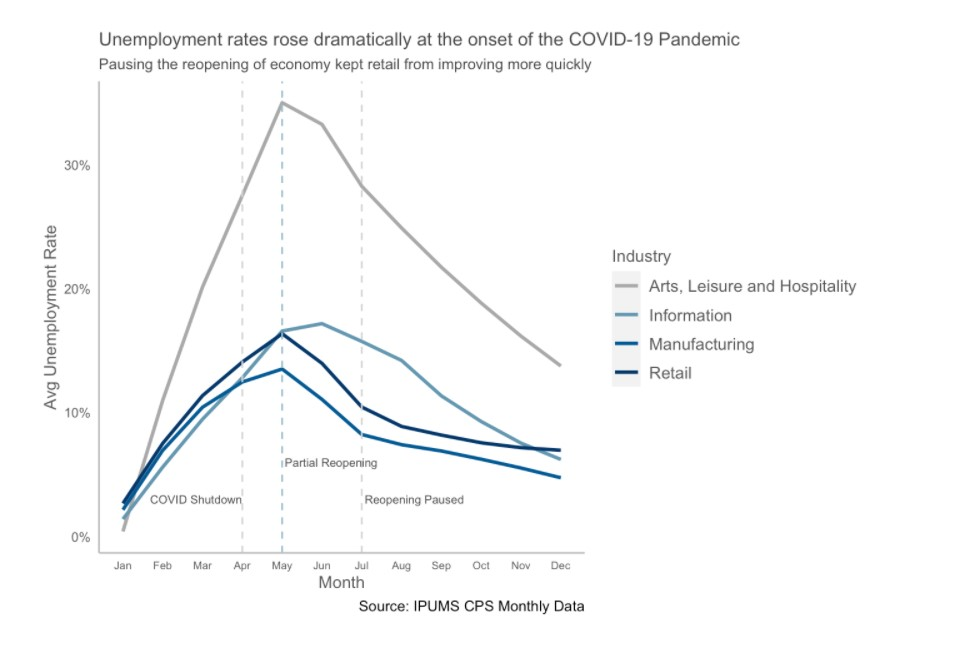 Unemployment rates rose dramatically at the onset of the COVID-19 Pandemic
Pausing the reopening of economy kept retail from improving more quickly
30%
20%
10%
0%
Avg Unemployment Rate
Partial Reopening
COVID Shutdown
Reopening Paused
Jan Feb Mar Apr May Jun Jul Aug Sep Oct Nov Dec
Month
Source: IPUMS CPS Monthly Data
Industry
Arts, Leisure and Hospitality
Information
Manufacturing
Retail